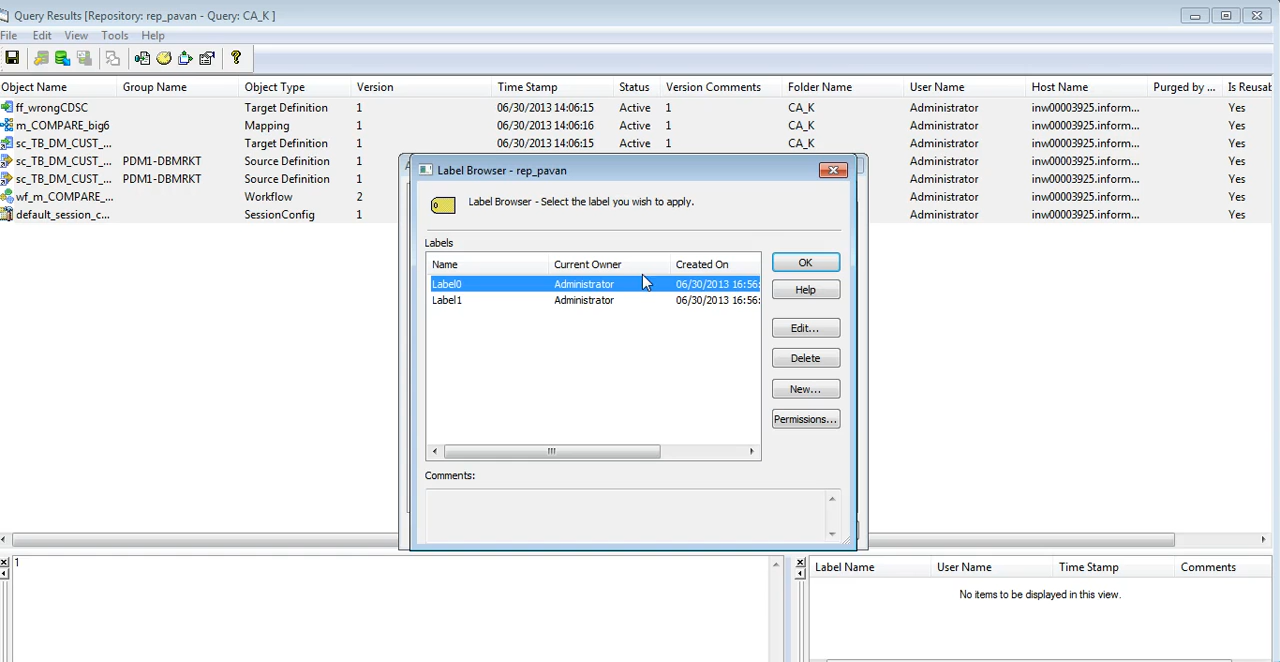 Query Results [Repository: rep_pavan - Query: CA_K ]
File Edit View Tools Help
Object Name Group Name Object Type Version Time Stamp Status Version Comments Folder Name User Name Host Name Purged by ... Is Reusab
ff_wrongCDSC Target Definition 1 06/30/2013 14:06:15 Active 1 CA_K Administrator inw00003925.inform... Yes
m_COMPARE_big6 Mapping 1 06/30/2013 14:06:16 Active 1 CA_K Administrator inw00003925.inform... Yes
sc_TB_DM_CUST_... Target Definition 1 06/30/2013 14:06:15 Active 1 CA_K Administrator inw00003925.inform... Yes
sc_TB_DM_CUST_... PDM1-DBMRKT Source Definition 1 Administrator inw00003925.inform... Yes
sc_TB_DM_CUST_... PDM1-DBMRKT Source Definition 1 Administrator inw00003925.inform... Yes
wf_m_COMPARE_... Workflow 2 Administrator inw00003925.inform... Yes
default_session_c... SessionConfig 1 Administrator inw00003925.inform... Yes
Label Browser - rep_pavan
Label Browser - Select the label you wish to apply.
Labels
Name Current Owner Created On
Label0 Administrator 06/30/2013 16:56:
Label1 Administrator 06/30/2013 16:56:
OK
Help
Edit...
Delete
New...
Permissions...
Comments:
1
Label Name User Name Time Stamp Comments
No items to be displayed in this view.